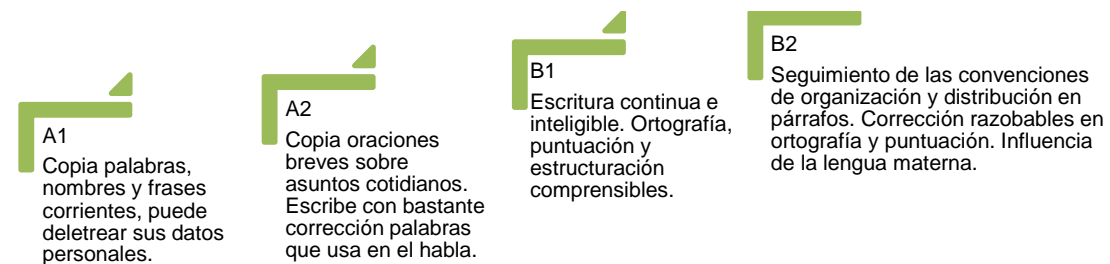 A1
Copia palabras,
nombres y frases
corrientes, puede
deletrear sus datos
personales.
A2
Copia oraciones
breves sobre
asuntos cotidianos.
Escribe con bastante
corrección palabras
que usa en el habla.
B1
Escritura continua e
inteligible. Ortografía,
puntuación y
estructuración
comprensibles.
B2
Seguimiento de las convenciones
de organización y distribución en
párrafos. Corrección razobables en
ortografía y puntuación. Influencia
de la lengua materna.